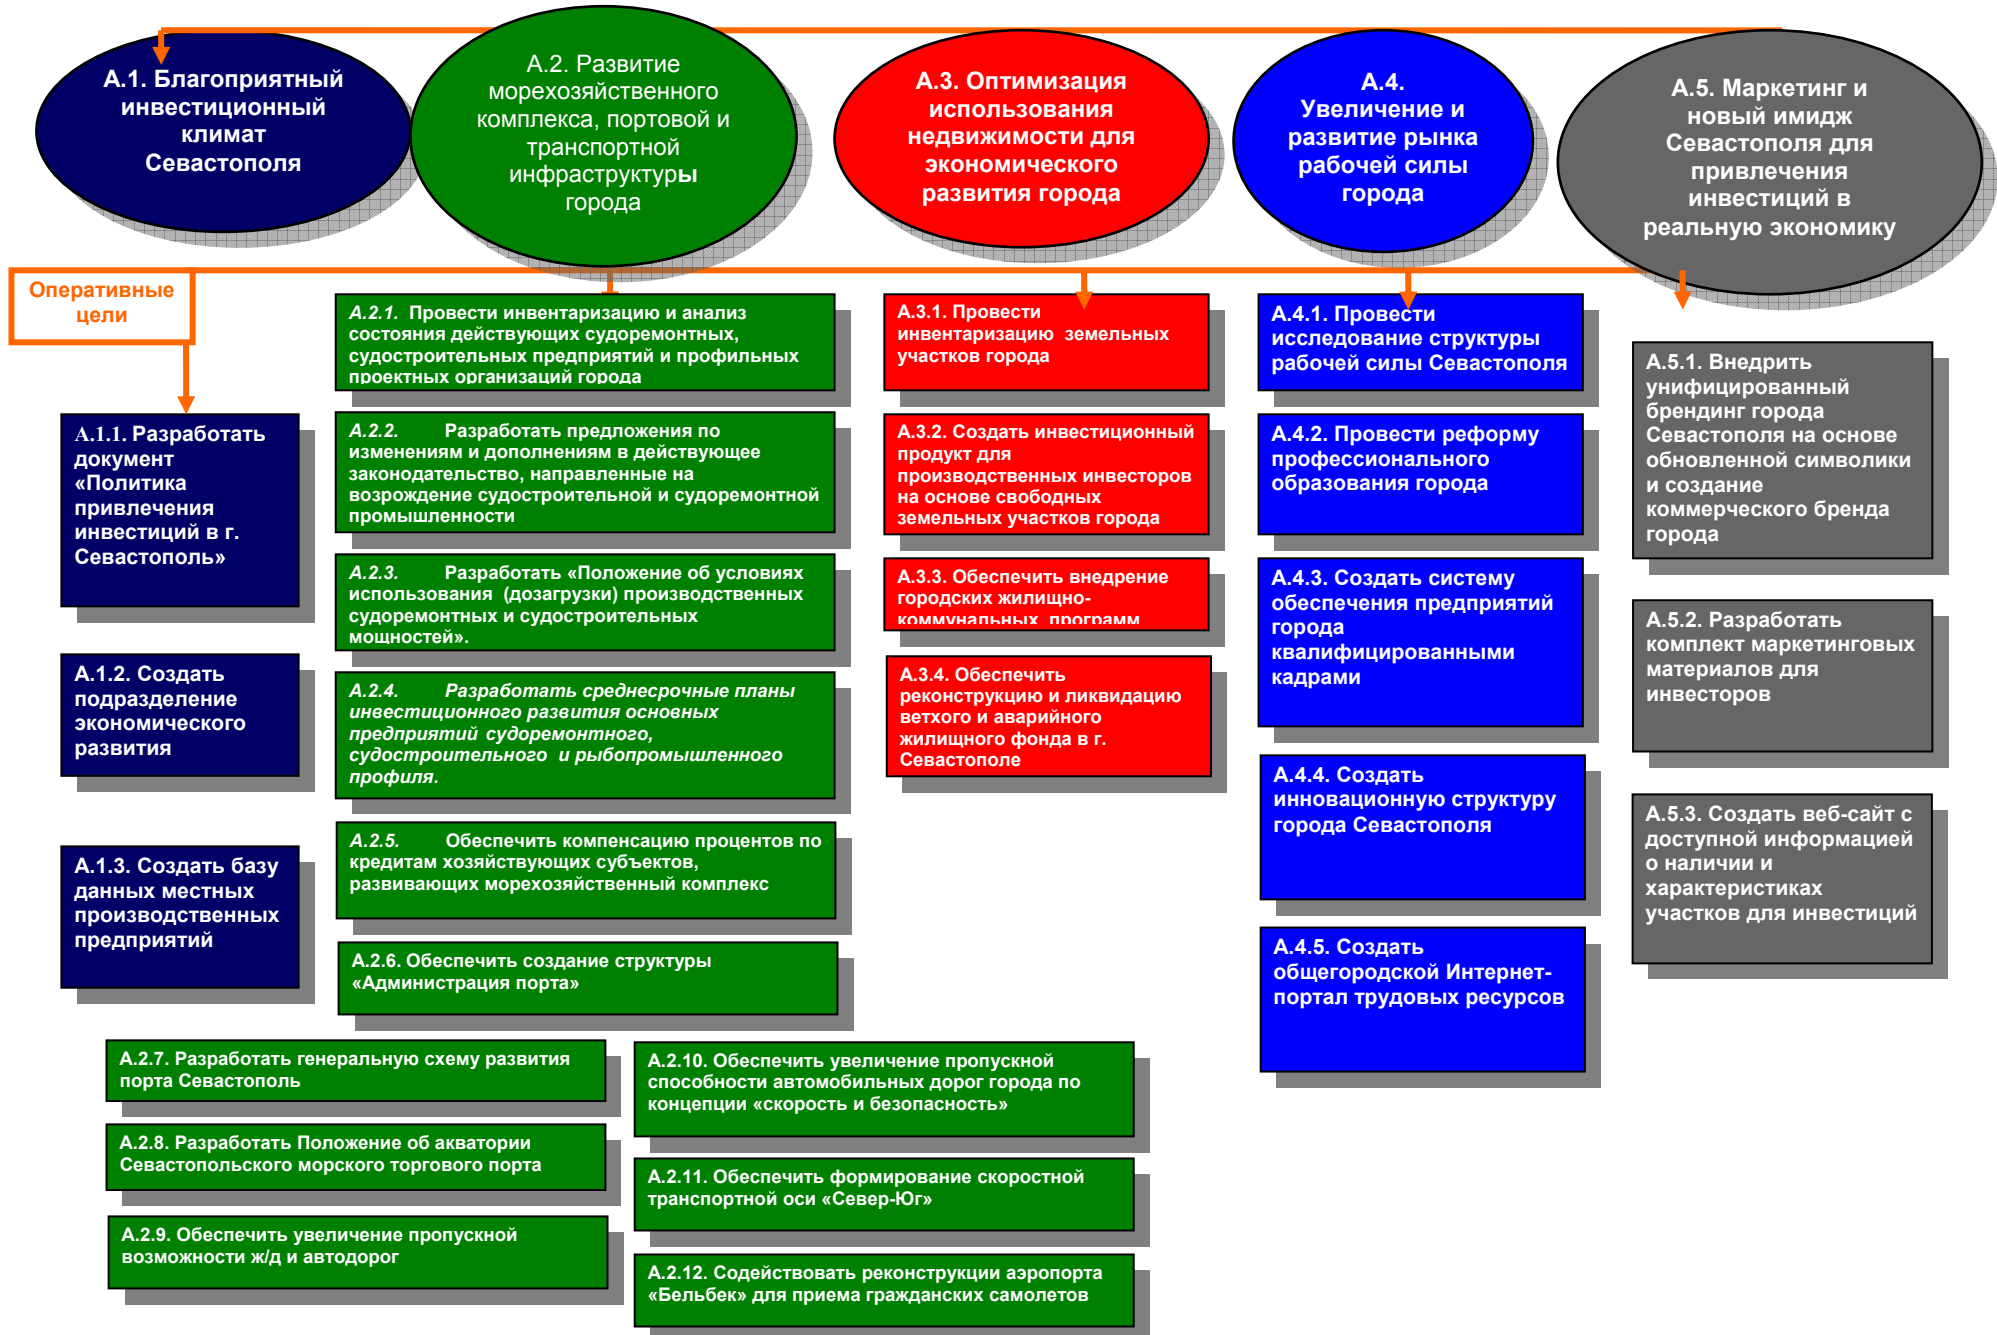 А.1. Благоприятный
инвестиционный
климат
Севастополя
А.2. Развитие
морехозяйственного
комплекса, портовой и
транспортной
инфраструктуры
города
А.3. Оптимизация
использования
недвижимости для
экономического
развития города
А.4.
Увеличение и
развитие рынка
рабочей силы
города
А.5. Маркетинг и
новый имидж
Севастополя для
привлечения
инвестиций в
реальную экономику
Оперативные
цели
А.1.1. Разработать
документ
«Политика
привлечения
инвестиций в г.
Севастополь»
А.1.2. Создать
подразделение
экономического
развития
А.1.3. Создать базу
данных местных
производственных
предприятий
А.2.1. Провести инвентаризацию и анализ
состояния действующих судоремонтных,
судостроительных предприятий и профильных
проектных организаций города
А.2.2. Разработать предложения по
изменениям и дополнениям в действующее
законодательство, направленные на
возрождение судостроительной и судоремонтной
промышленности
А.2.3. Разработать «Положение об условиях
использования (дозагрузки) производственных
судоремонтных и судостроительных
мощностей».
А.2.4. Разработать среднесрочные планы
инвестиционного развития основных
предприятий судоремонтного,
судостроительного и рыбопромышленного
профиля.
А.2.5. Обеспечить компенсацию процентов по
кредитам хозяйствующих субъектов,
развивающих морехозяйственный комплекс
А.2.6. Обеспечить создание структуры
«Администрация порта»
А.2.7. Разработать генеральную схему развития
порта Севастополь
А.2.8. Разработать Положение об акватории
Севастопольского морского торгового порта
А.2.9. Обеспечить увеличение пропускной
возможности ж/д и автодорог
А.2.10. Обеспечить увеличение пропускной
способности автомобильных дорог города по
концепции «скорость и безопасность»
А.2.11. Обеспечить формирование скоростной
транспортной оси «Север-Юг»
А.2.12. Содействовать реконструкции аэропорта
«Бельбек» для приема гражданских самолетов
А.3.1. Провести
инвентаризацию земельных
участков города
А.3.2. Создать инвестиционный
продукт для
производственных инвесторов
на основе свободных
земельных участков города
А.3.3. Обеспечить внедрение
городских жилищно-
коммунальных программ
А.3.4. Обеспечить
реконструкцию и ликвидацию
ветхого и аварийного
жилищного фонда в г.
Севастополе
А.4.1. Провести
исследование структуры
рабочей силы Севастополя
А.4.2. Провести реформу
профессионального
образования города
А.4.3. Создать систему
обеспечения предприятий
города
квалифицированными
кадрами
А.4.4. Создать
инновационную структуру
города Севастополя
А.4.5. Создать
общегородской Интернет-
портал трудовых ресурсов
А.5.1. Внедрить
унифицированный
брендинг города
Севастополя на основе
обновленной символики
и создание
коммерческого бренда
города
А.5.2. Разработать
комплект маркетинговых
материалов для
инвесторов
А.5.3. Создать веб-сайт с
доступной информацией
о наличии и
характеристиках
участков для инвестиций